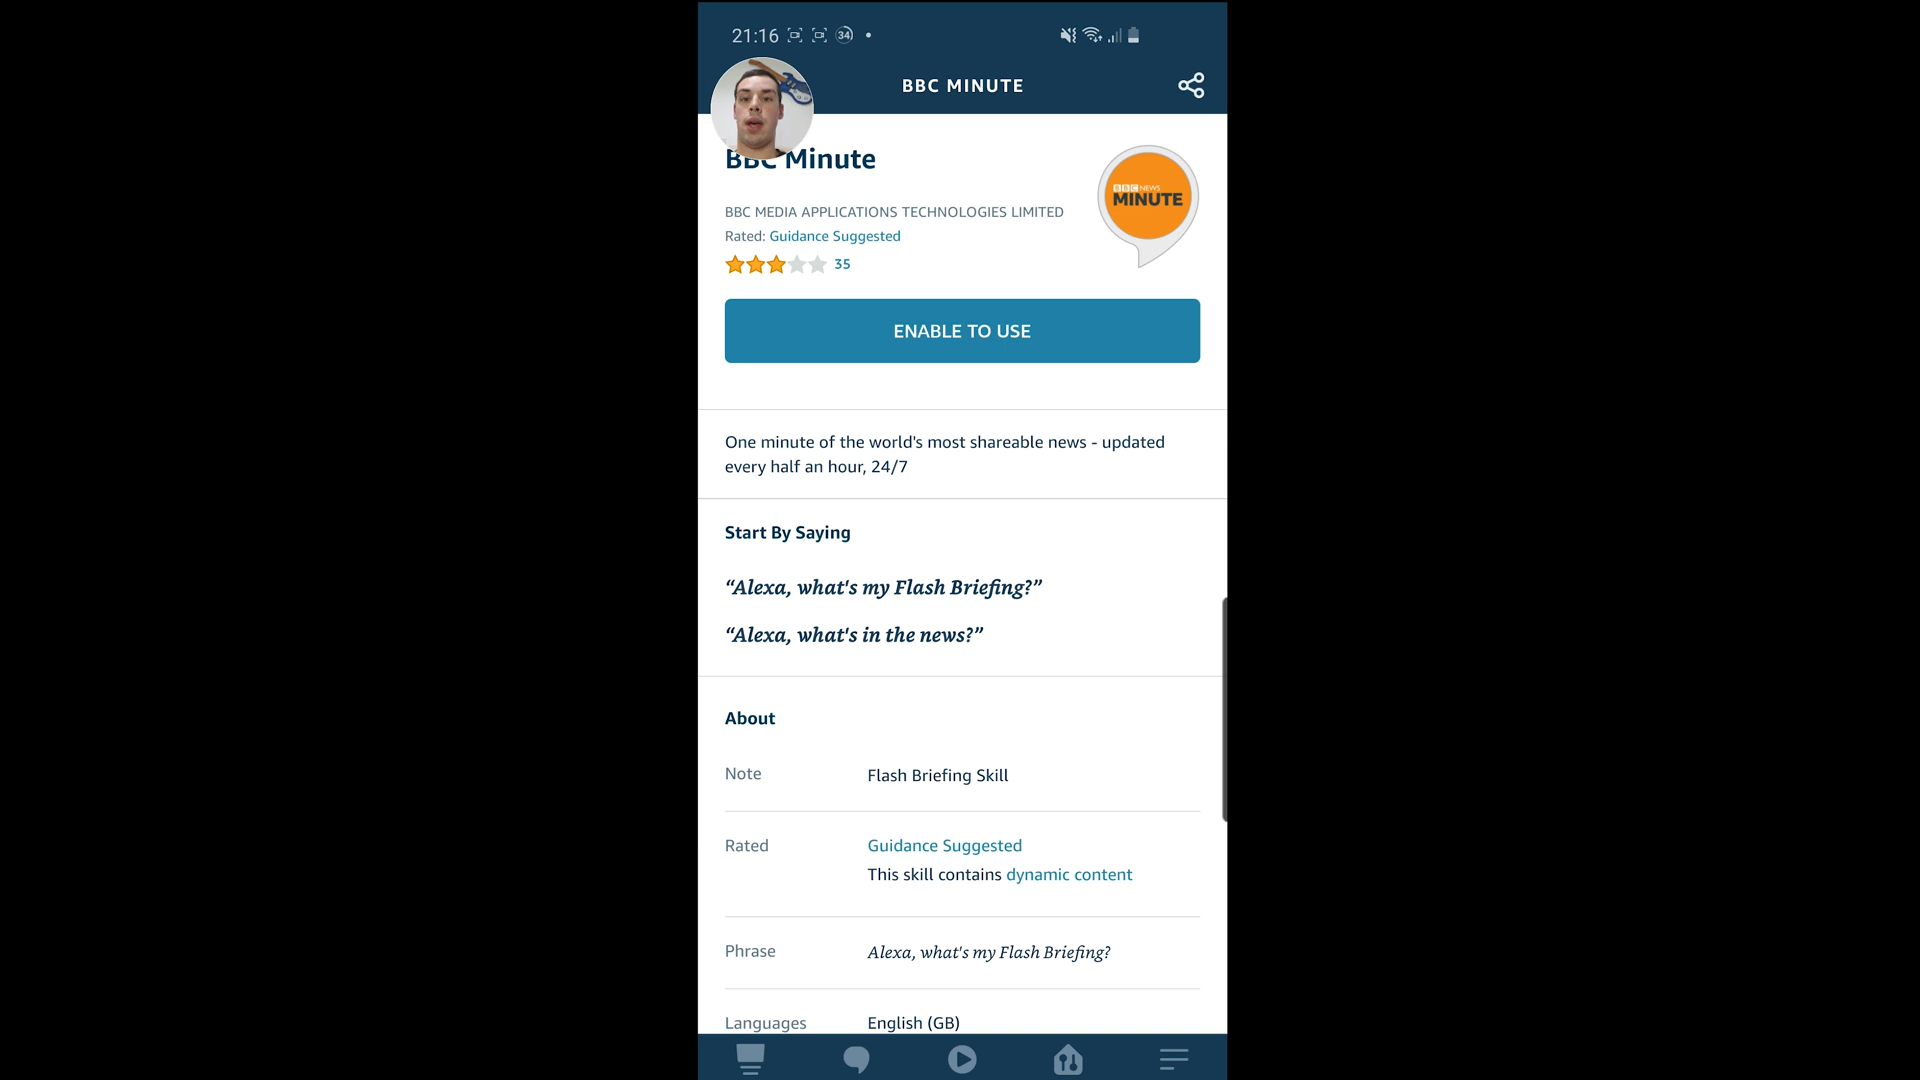 21:16
34
BBC MINUTE
BBC Minute
BBC NEWS
MINUTE
BBC MEDIA APPLICATIONS TECHNOLOGIES LIMITED
Rated: Guidance Suggested
35
ENABLE TO USE
One minute of the world's most shareable news - updated
every half an hour, 24/7
Start By Saying
“Alexa, what's my Flash Briefing?”
“Alexa, what's in the news?”
About
Note Flash Briefing Skill
Rated Guidance Suggested
This skill contains dynamic content
Phrase Alexa, what's my Flash Briefing?
Languages English (GB)